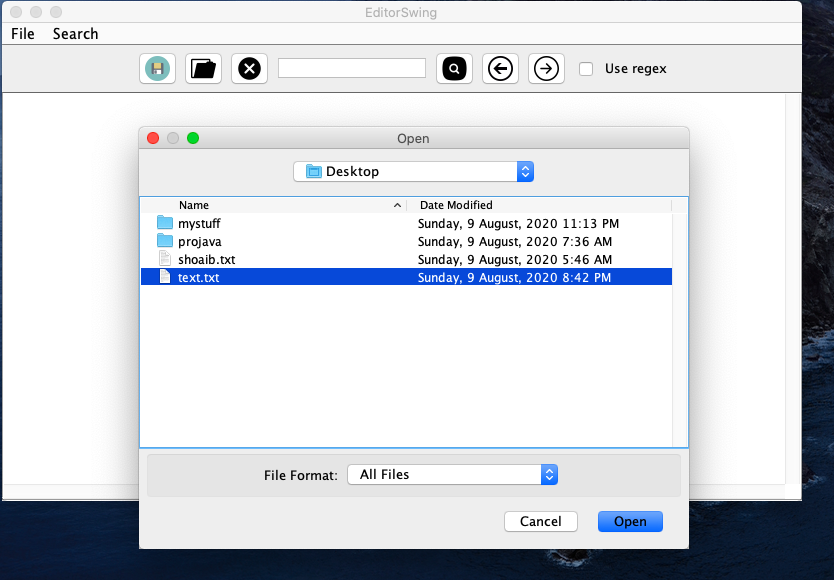 EditorSwing
File Search
Use regex
Open
Desktop
Name Date Modified
mystuff Sunday, 9 August, 2020 11:13 PM
projava Sunday, 9 August, 2020 7:36 AM
shoaib.txt Sunday, 9 August, 2020 5:46 AM
text.txt Sunday, 9 August, 2020 8:42 PM
File Format: All Files
Cancel Open